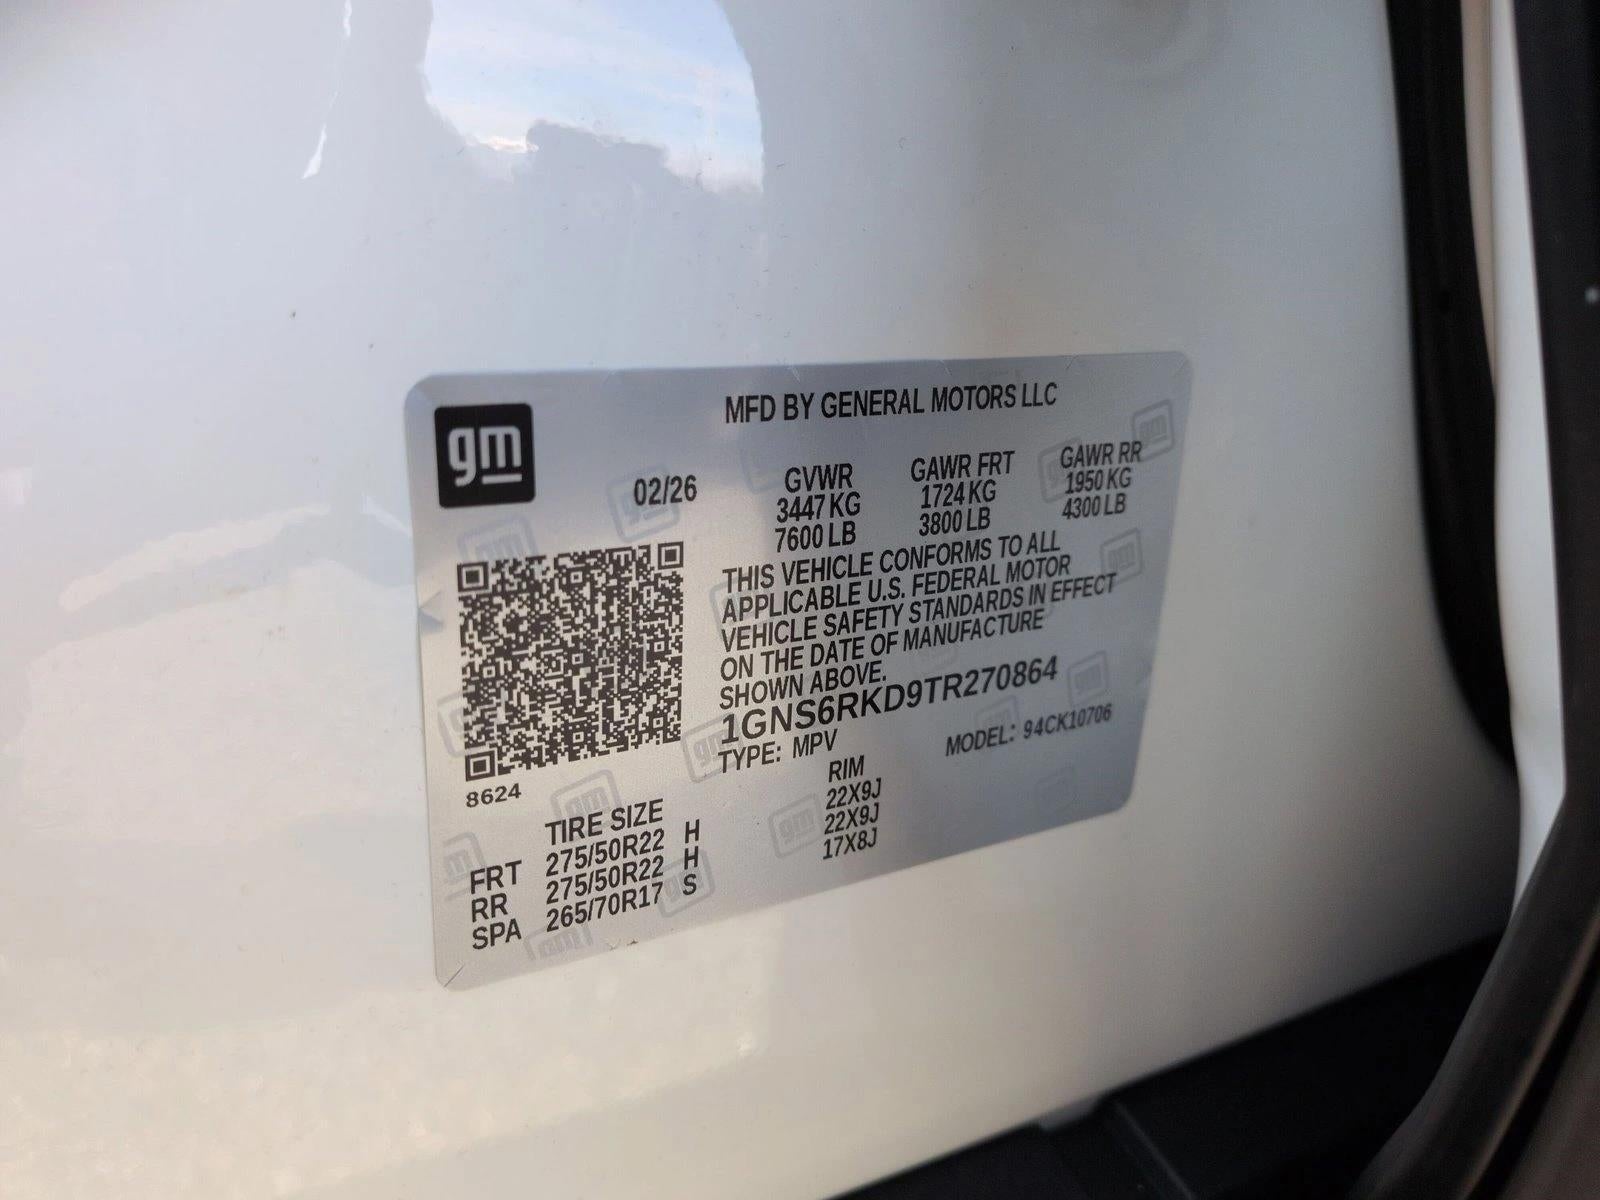 gm
MFD BY GENERAL MOTORS LLC
02/26
GVWR GAWR FRT GAWR RR
3447 KG 1724 KG 1950 KG
7600 LB 3800 LB 4300 LB
THIS VEHICLE CONFORMS TO ALL
APPLICABLE U.S. FEDERAL MOTOR
VEHICLE SAFETY STANDARDS IN EFFECT
ON THE DATE OF MANUFACTURE
SHOWN ABOVE.
1GNS6RKD9TR270864
TYPE: MPV MODEL: 94CK10706
8624
TIRE SIZE RIM
FRT 275/50R22 H 22X9J
RR 275/50R22 H 22X9J
SPA 265/70R17 S 17X8J